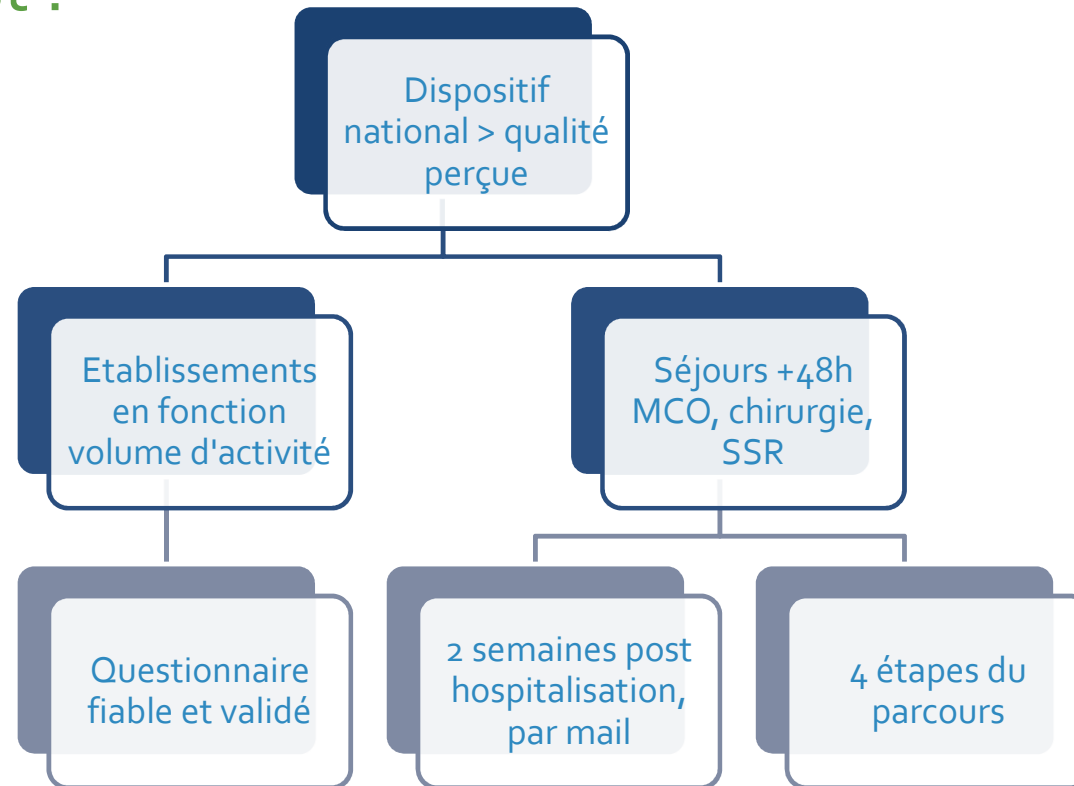 Dispositif
national > qualité
perçue
Etablissements
en fonction
volume d'activité
Séjours +48h
MCO, chirurgie,
SSR
Questionnaire
fiable et validé
2 semaines post
hospitalisation,
par mail
4 étapes du
parcours